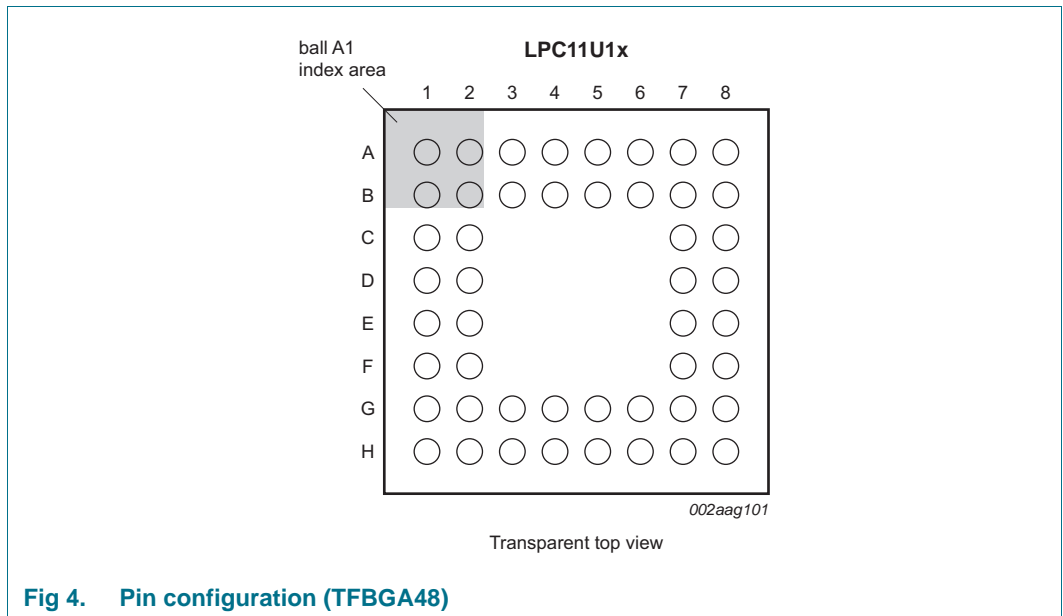 ball A1
index area
LPC11U1x
1 2 3 4 5 6 7 8
A
B
C
D
E
F
G
H
002aag101
Transparent top view
Fig 4. Pin configuration (TFBGA48)